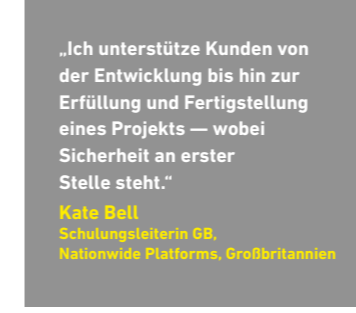 „Ich unterstütze Kunden von
der Entwicklung bis hin zur
Erfüllung und Fertigstellung
eines Projekts — wobei
Sicherheit an erster
Stelle steht.“
Kate Bell
Schulungsleiterin GB,
Nationwide Platforms, Großbritannien